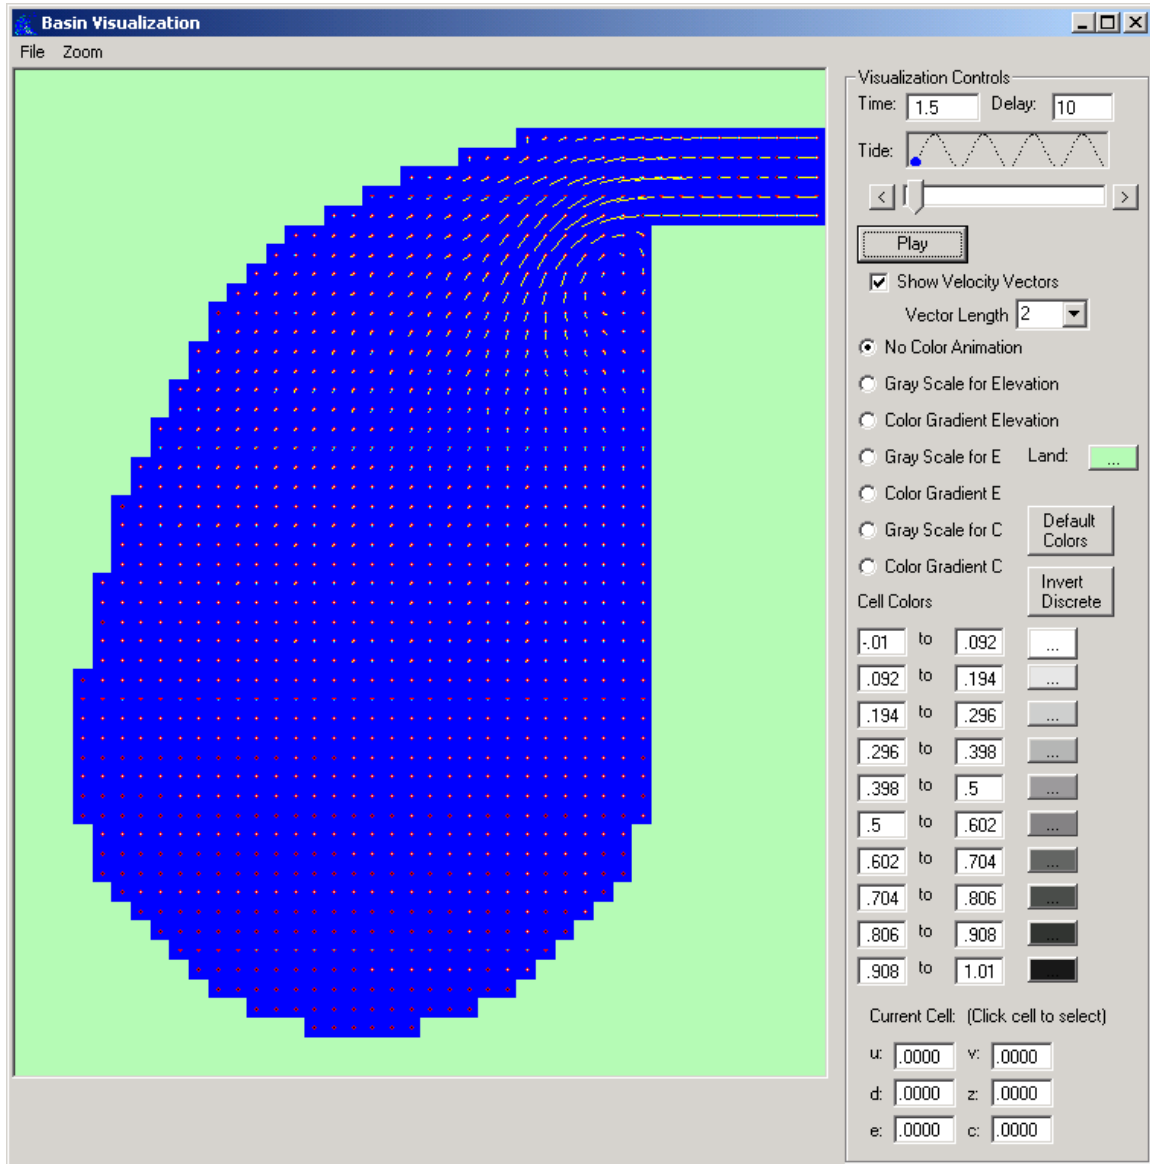 Basin Visualization
File Zoom
Visualization Controls
Time: 1.5 Delay: 10
Tide:
< >
Play
Show Velocity Vectors
Vector Length 2
No Color Animation
Gray Scale for Elevation
Color Gradient Elevation
Gray Scale for E Land: ...
Color Gradient E
Gray Scale for C Default Colors
Color Gradient C
Invert Discrete
Cell Colors
-.01 to .092 ...
.092 to .194 ...
.194 to .296 ...
.296 to .398 ...
.398 to .5 ...
.5 to .602 ...
.602 to .704 ...
.704 to .806 ...
.806 to .908 ...
.908 to 1.01 ...
Current Cell: (Click cell to select)
u: .0000 v: .0000
d: .0000 z: .0000
e: .0000 c: .0000